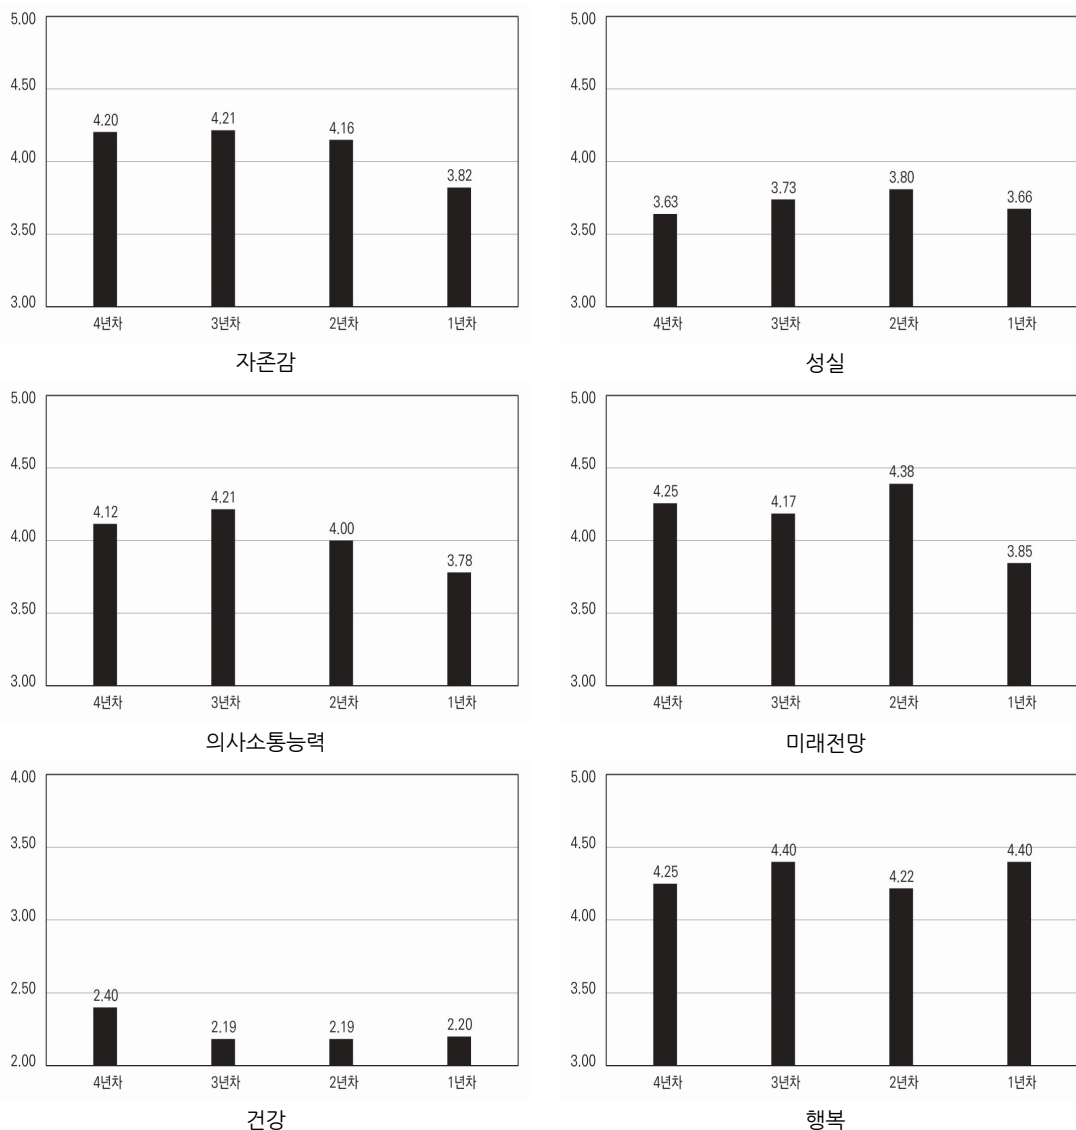 5.00
4.50
4.00
3.50
3.00
4.20
4.21
4.16
3.82
4년차
3년차
2년차
1년차
자존감
5.00
4.50
4.00
3.50
3.00
3.63
3.73
3.80
3.66
4년차
3년차
2년차
1년차
성실
5.00
4.50
4.00
3.50
3.00
4.12
4.21
4.00
3.78
4년차
3년차
2년차
1년차
의사소통능력
5.00
4.50
4.00
3.50
3.00
4.25
4.17
4.38
3.85
4년차
3년차
2년차
1년차
미래전망
4.00
3.50
3.00
2.50
2.00
2.40
2.19
2.19
2.20
4년차
3년차
2년차
1년차
건강
5.00
4.50
4.00
3.50
3.00
4.25
4.40
4.22
4.40
4년차
3년차
2년차
1년차
행복